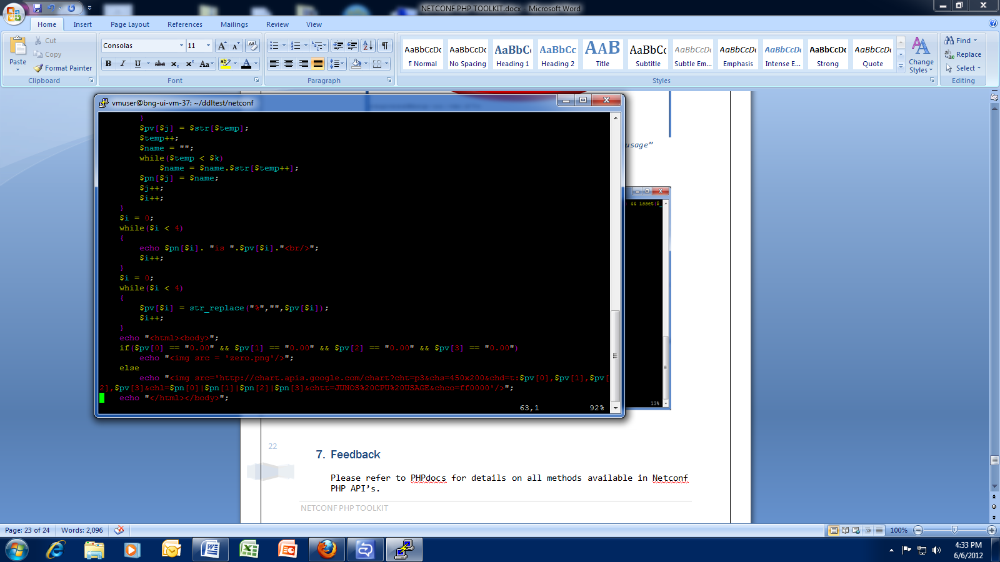 NETCONF PHP TOOLKIT.docx - Microsoft Word
Home Insert Page Layout References Mailings Review View
Paste
Cut
Copy
Format Painter
Clipboard
Consolas 11
Font
Paragraph
AaBbCcDc AaBbCcDc AaBbC AaBbCc AaB AaBbCc AaBbCcDc AaBbCcDc AaBbCcDc AaBbCcDc AaBbCcDc
¶ Normal No Spacing Heading 1 Heading 2 Title Subtitle Subtle Em... Emphasis Intense E... Strong Quote
Change Styles
Styles
Find
Replace
Select
Editing
vmuser@bng-ui-vm-37: ~/ddltest/netconf
}
$pv[$j] = $str[$temp];
$temp++;
$name = "";
while($temp < $k)
$name = $name.$str[$temp++];
$pn[$j] = $name;
$j++;
$i++;
}
$i = 0;
while($i < 4)
{
echo $pn[$i]. "is ".$pv[$i]."<br/>";
$i++;
}
$i = 0;
while($i < 4)
{
$pv[$i] = str_replace("%","",$pv[$i]);
$i++;
}
echo "<html><body>";
if($pv[0] == "0.00" && $pv[1] == "0.00" && $pv[2] == "0.00" && $pv[3] == "0.00")
echo "<img src = 'zero.png'/>";
else
echo "<img src='http://chart.apis.google.com/chart?cht=p3&chs=450x200&chd=t:$pv[0],$pv[1],$pv[
2],$pv[3]&chl=$pn[0]|$pn[1]|$pn[2]|$pn[3]&chtt=JUNOS%20CPU%20USAGE&chco=ff0000'/>";
echo "</html></body>";
63,1 92%
usage”
&& isset($_
13%
22
7. Feedback
Please refer to PHPdocs for details on all methods available in Netconf
PHP API’s.
NETCONF PHP TOOLKIT
Page: 23 of 24 Words: 2,096 100%
4:33 PM
6/6/2012